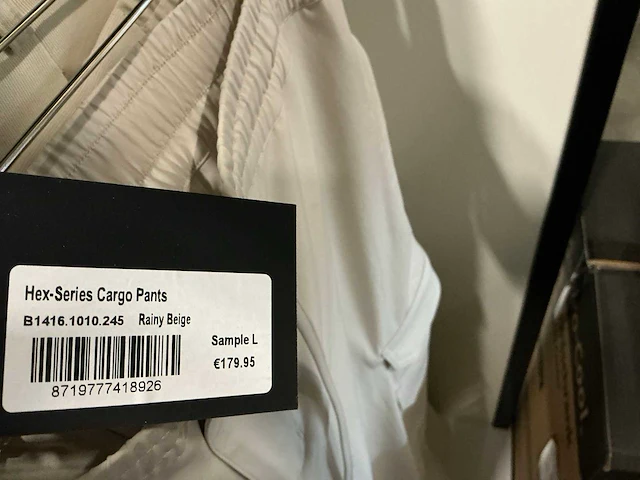 Hex-Series Cargo Pants
B1416.1010.245 Rainy Beige
Sample L
€179.95
8719777418926